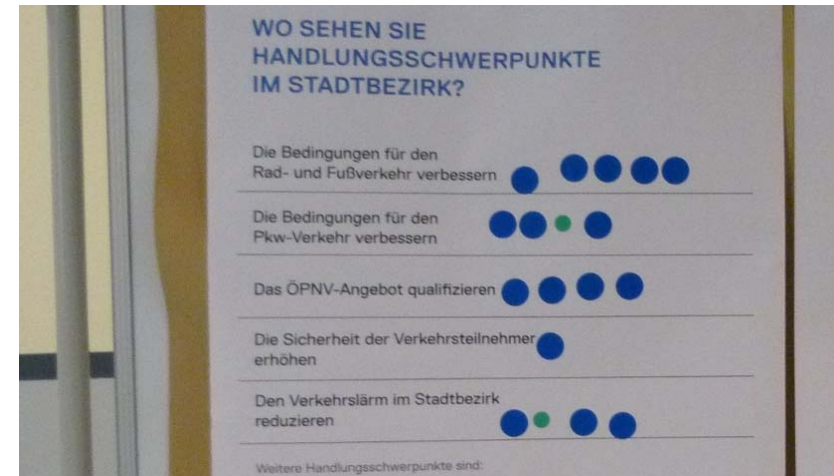 WO SEHEN SIE
HANDLUNGSSCHWERPUNKTE
IM STADTBEZIRK?
Die Bedingungen für den
Rad- und Fußverkehr verbessern
Die Bedingungen für den
Pkw-Verkehr verbessern
Das ÖPNV-Angebot qualifizieren
Die Sicherheit der Verkehrsteilnehmer
erhöhen
Den Verkehrslärm im Stadtbezirk
reduzieren
Weitere Handlungsschwerpunkte sind: